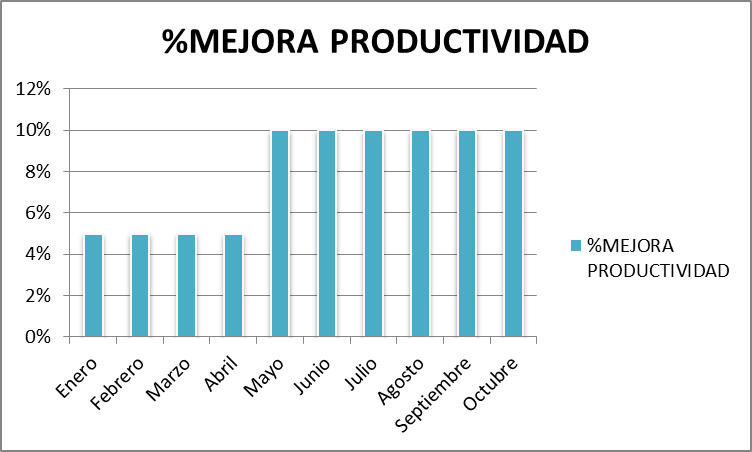 %MEJORA PRODUCTIVIDAD
12%
10%
8%
6%
4%
2%
0%
Enero
Febrero
Marzo
Abril
Mayo
Junio
Julio
Agosto
Septiembre
Octubre
%MEJORA
PRODUCTIVIDAD